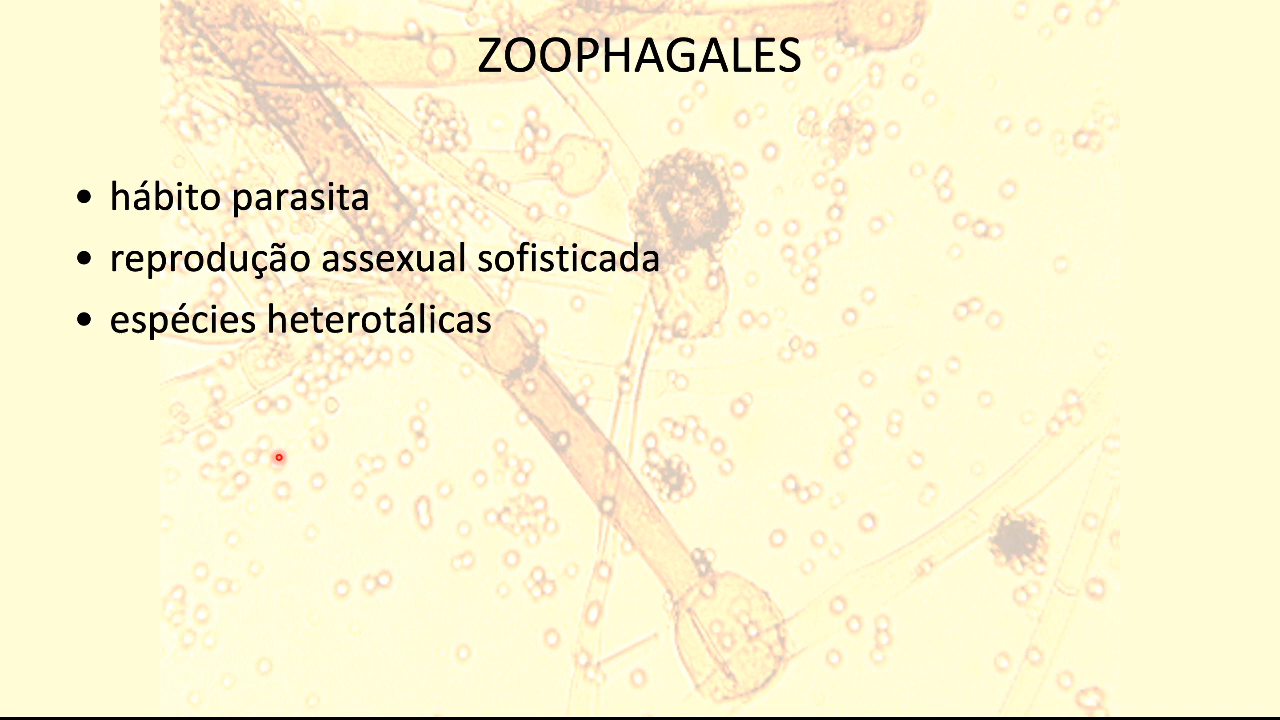 ZOOPHAGALES
• hábito parasita
• reprodução assexual sofisticada
• espécies heterotálicas